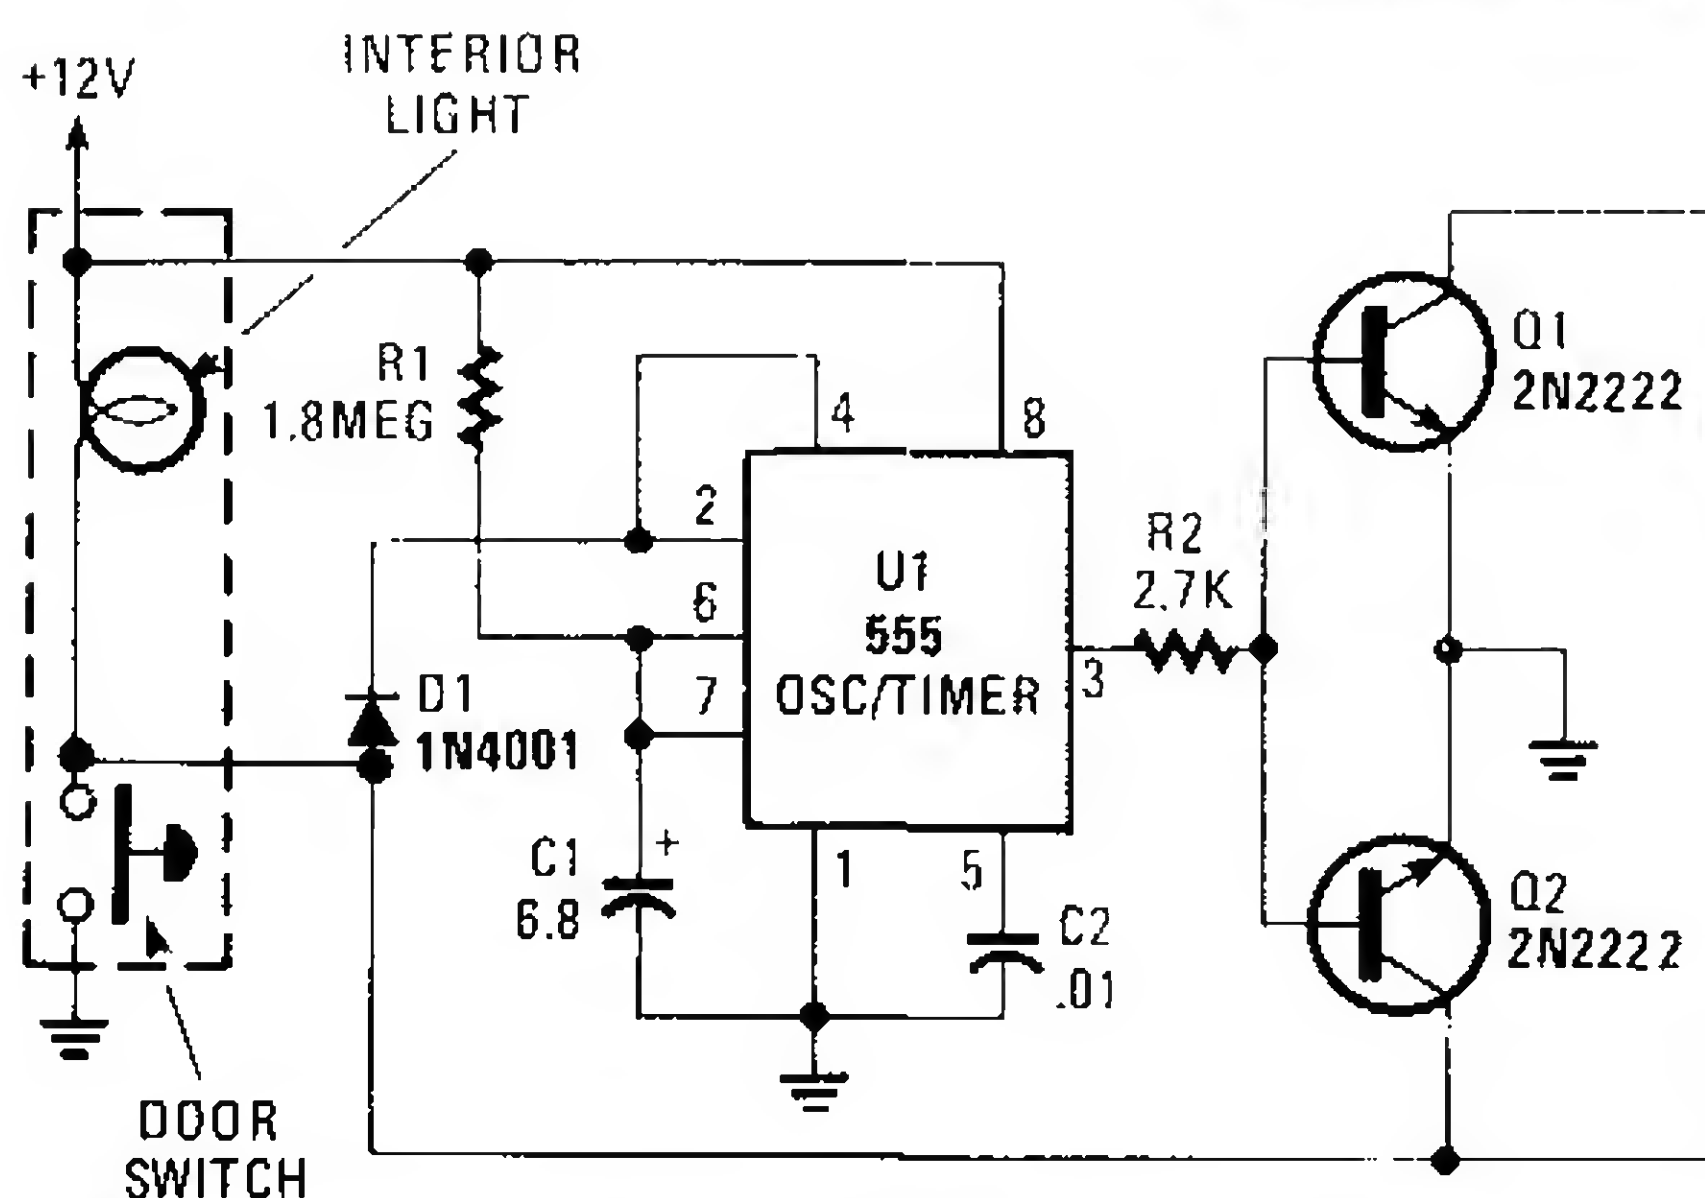 +12V
INTERIOR
LIGHT
R1
1.8MEG
4
8
Q1
2N2222
2
6
7
U1
555
OSC/TIMER
R2
2.7K
3
D1
1N4001
C1
6.8
+
1
5
C2
.01
Q2
2N2222
DOOR
SWITCH